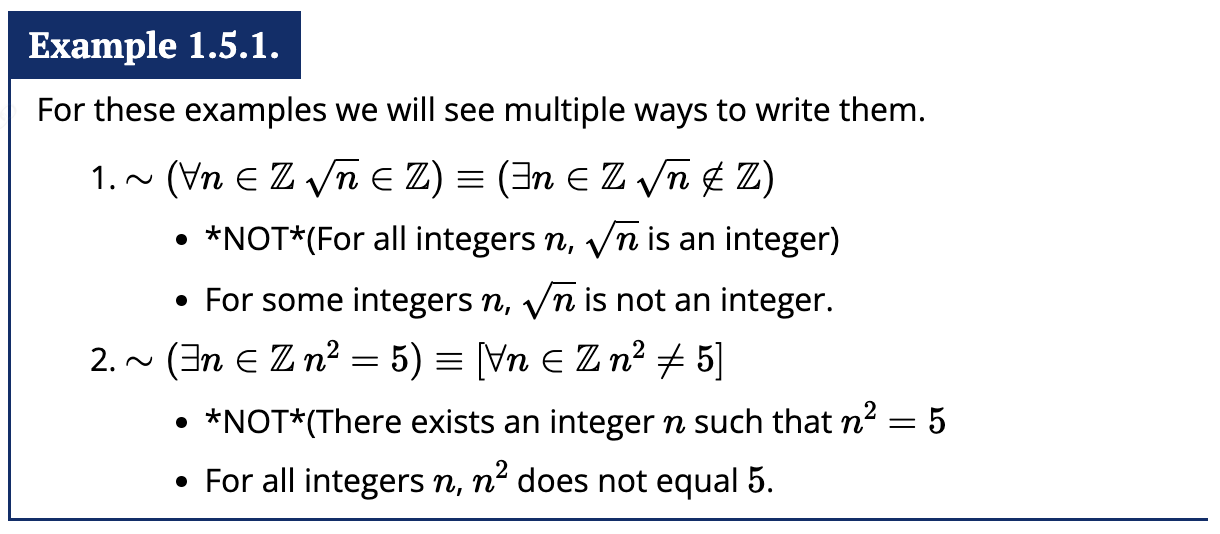 Example 1.5.1.
For these examples we will see multiple ways to write them.
1. ∼ (∀n ∈ ℤ √n ∈ ℤ) ≡ (∃n ∈ ℤ √n ∉ ℤ)
• *NOT*(For all integers n, √n is an integer)
• For some integers n, √n is not an integer.
2. ∼ (∃n ∈ ℤ n² = 5) ≡ [∀n ∈ ℤ n² ≠ 5]
• *NOT*(There exists an integer n such that n² = 5
• For all integers n, n² does not equal 5.